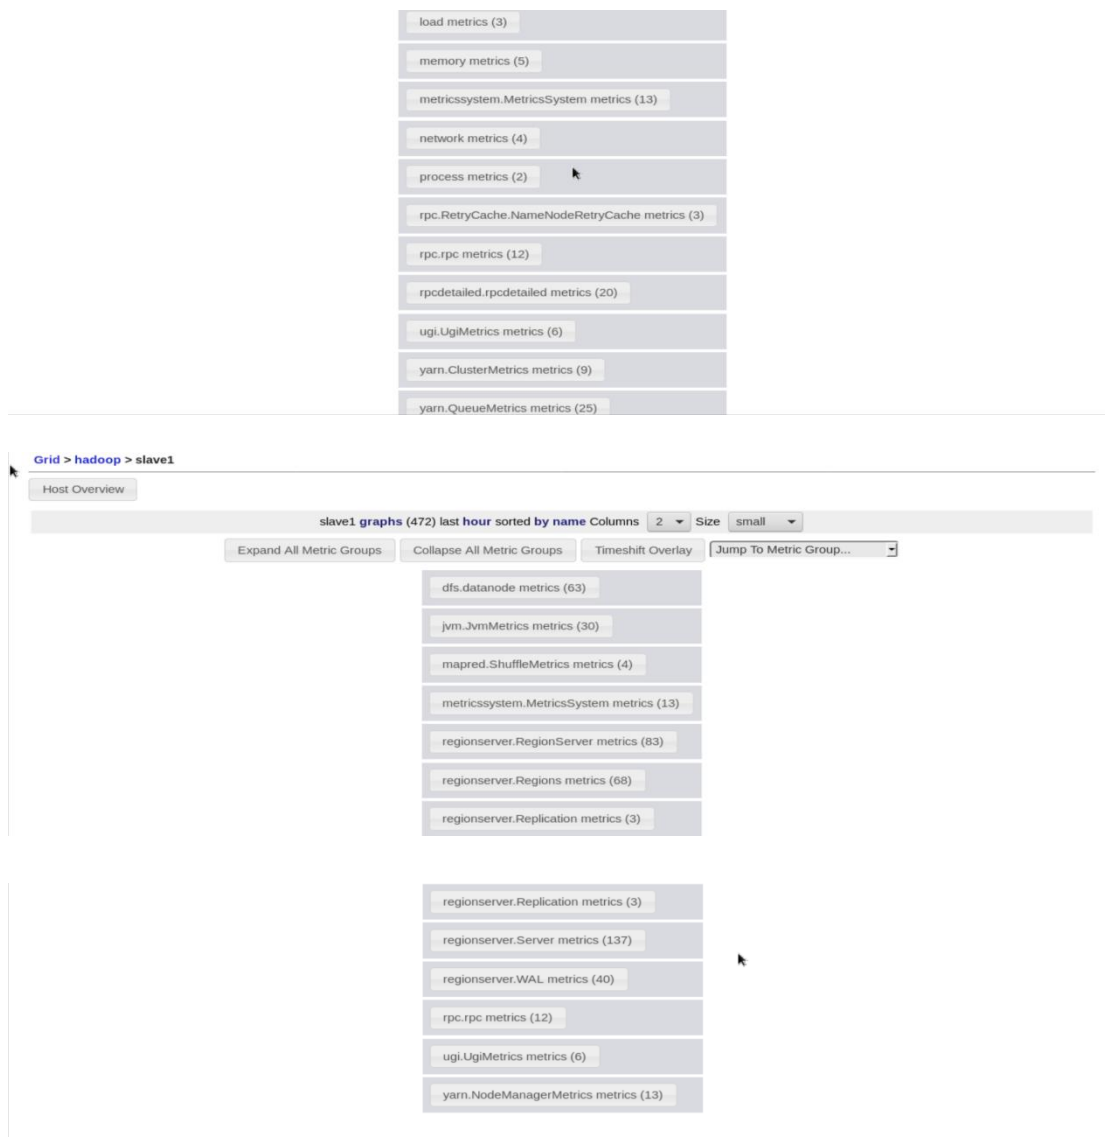 load metrics (3)
memory metrics (5)
metricssystem.MetricsSystem metrics (13)
network metrics (4)
process metrics (2)
rpc.RetryCache.NameNodeRetryCache metrics (3)
rpc.rpc metrics (12)
rpcdetailed.rpcdetailed metrics (20)
ugi.UgiMetrics metrics (6)
yarn.ClusterMetrics metrics (9)
yarn.QueueMetrics metrics (25)
Grid > hadoop > slave1
Host Overview
slave1 graphs (472) last hour sorted by name Columns 2 Size small
Expand All Metric Groups Collapse All Metric Groups Timeshift Overlay Jump To Metric Group...
dfs.datanode metrics (63)
jvm.JvmMetrics metrics (30)
mapred.ShuffleMetrics metrics (4)
metricssystem.MetricsSystem metrics (13)
regionserver.RegionServer metrics (83)
regionserver.Regions metrics (68)
regionserver.Replication metrics (3)
regionserver.Replication metrics (3)
regionserver.Server metrics (137)
regionserver.WAL metrics (40)
rpc.rpc metrics (12)
ugi.UgiMetrics metrics (6)
yarn.NodeManagerMetrics metrics (13)